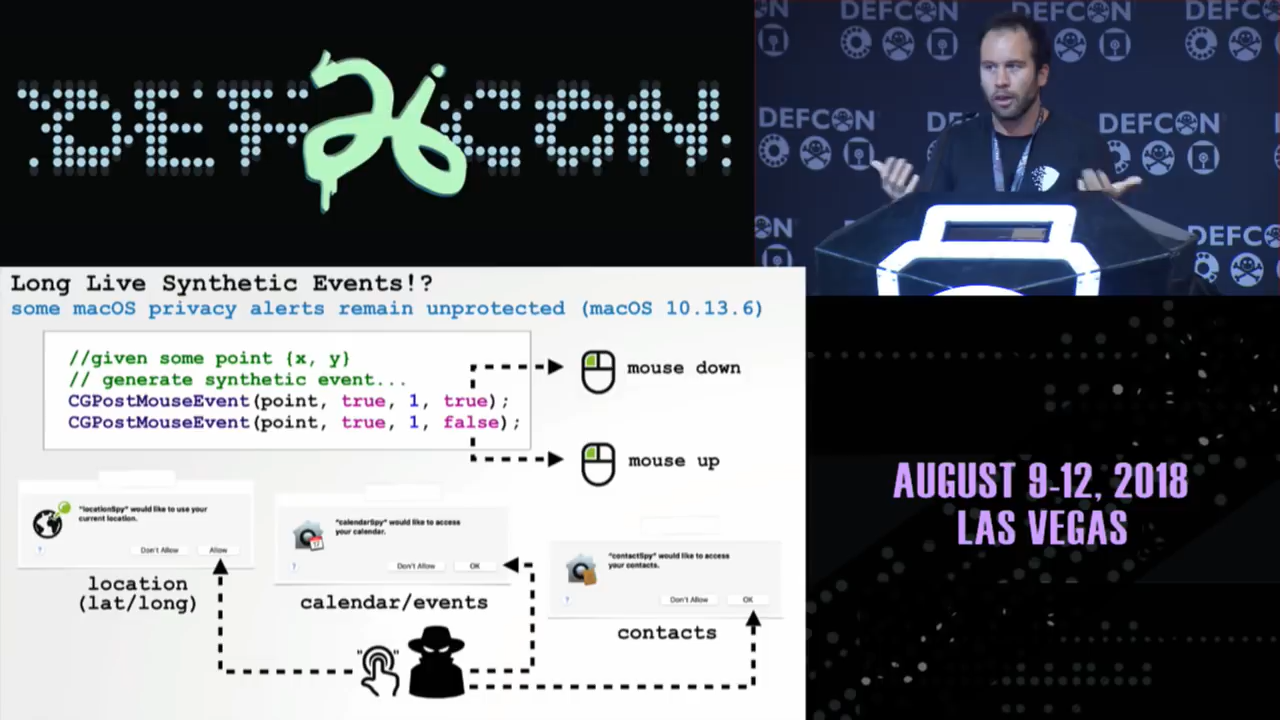 DEF 26 CON
DEFCON
DEFCON
DEFCON
DEFCON
DEFCON
DEFCON
Long Live Synthetic Events!?
some macOS privacy alerts remain unprotected (macOS 10.13.6)
//given some point {x, y}
// generate synthetic event...
CGPostMouseEvent(point, true, 1, true);
CGPostMouseEvent(point, true, 1, false);
mouse down
mouse up
"locationSpy" would like to use your
current location.
?
Don't Allow
Allow
location
(lat/long)
"calendarSpy" would like to access
your calendar.
17
?
Don't Allow
OK
calendar/events
"contactSpy" would like to access
your contacts.
?
Don't Allow
OK
contacts
" "
AUGUST 9-12, 2018
LAS VEGAS